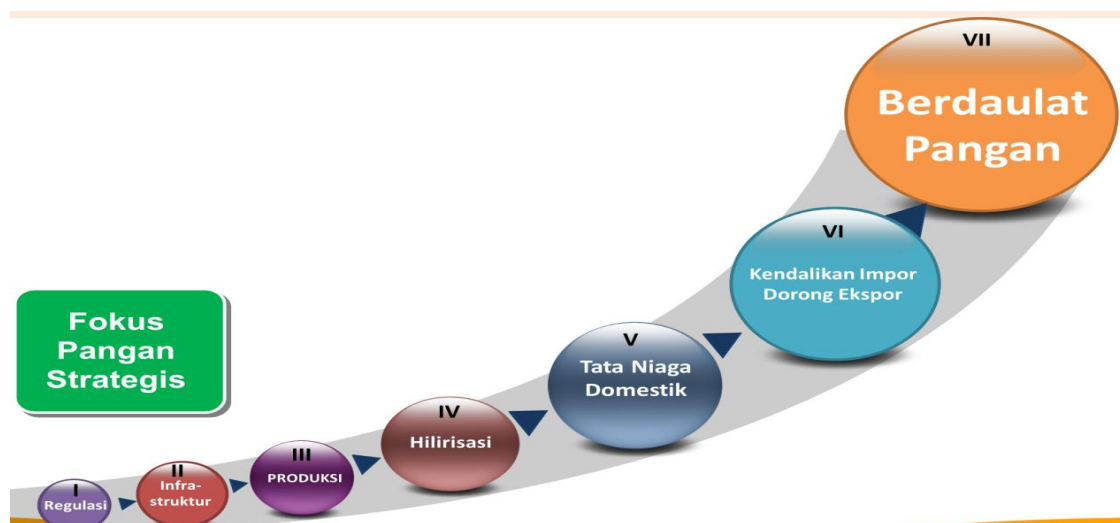 Fokus
Pangan
Strategis
I
Regulasi
II
Infra-
struktur
III
PRODUKSI
IV
Hilirisasi
V
Tata Niaga
Domestik
VI
Kendalikan Impor
Dorong Ekspor
VII
Berdaulat
Pangan